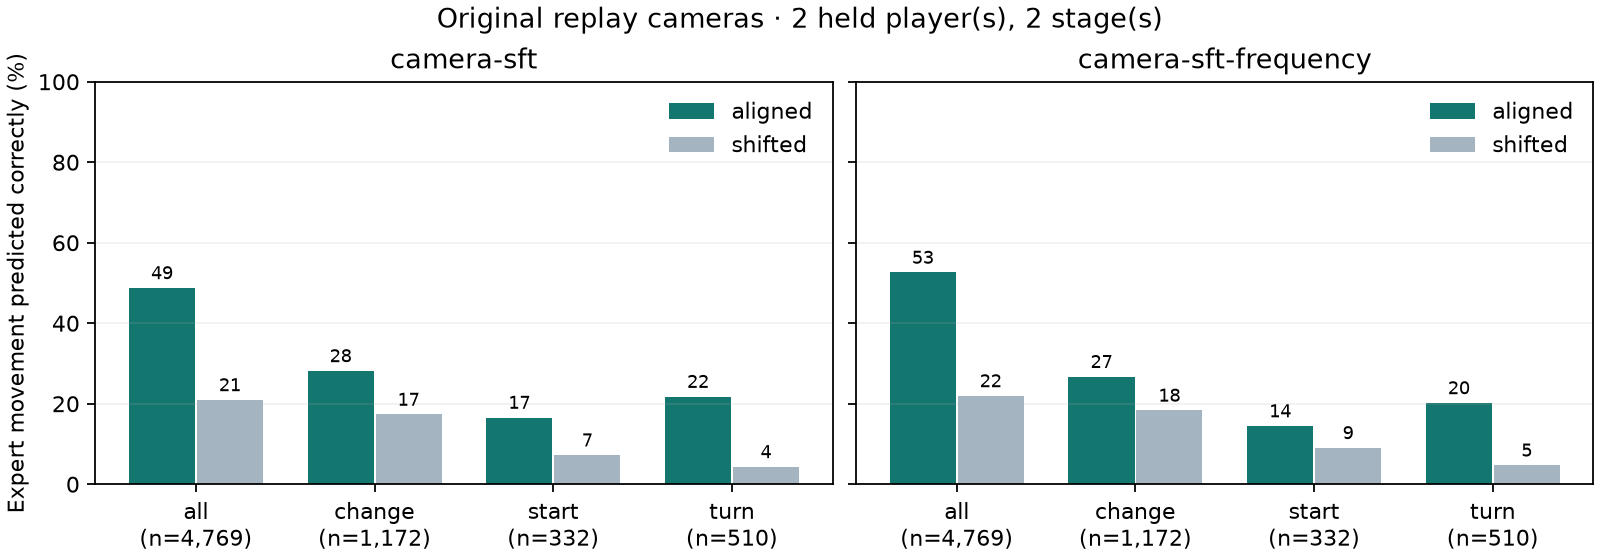 Original replay cameras · 2 held player(s), 2 stage(s)
camera-sft
camera-sft-frequency
Expert movement predicted correctly (%)
100
80
60
40
20
0
aligned
shifted
49
21
28
17
17
7
22
4
all
(n=4,769)
change
(n=1,172)
start
(n=332)
turn
(n=510)
aligned
shifted
53
22
27
18
14
9
20
5
all
(n=4,769)
change
(n=1,172)
start
(n=332)
turn
(n=510)